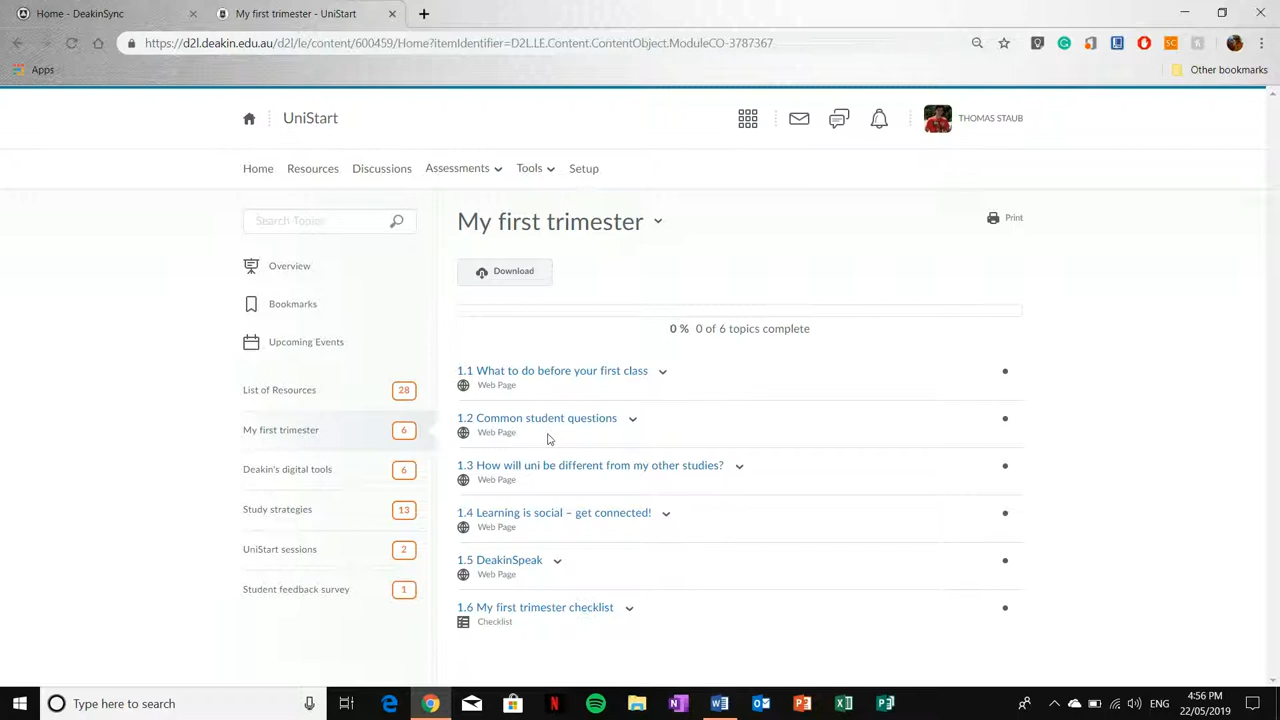 Home - DeakinSync
My first trimester - UniStart
https://d2l.deakin.edu.au/d2l/le/content/600459/Home?itemIdentifier=D2L.LE.Content.ContentObject.ModuleCO-3787367
Apps
Other bookmarks
UniStart
THOMAS STAUB
Home
Resources
Discussions
Assessments
Tools
Setup
Search Topics
Overview
Bookmarks
Upcoming Events
List of Resources 28
My first trimester 6
Deakin's digital tools 6
Study strategies 13
UniStart sessions 2
Student feedback survey 1
My first trimester
Print
Download
0 % 0 of 6 topics complete
1.1 What to do before your first class
Web Page
1.2 Common student questions
Web Page
1.3 How will uni be different from my other studies?
Web Page
1.4 Learning is social – get connected!
Web Page
1.5 DeakinSpeak
Web Page
1.6 My first trimester checklist
Checklist
Type here to search
ENG
4:56 PM
22/05/2019